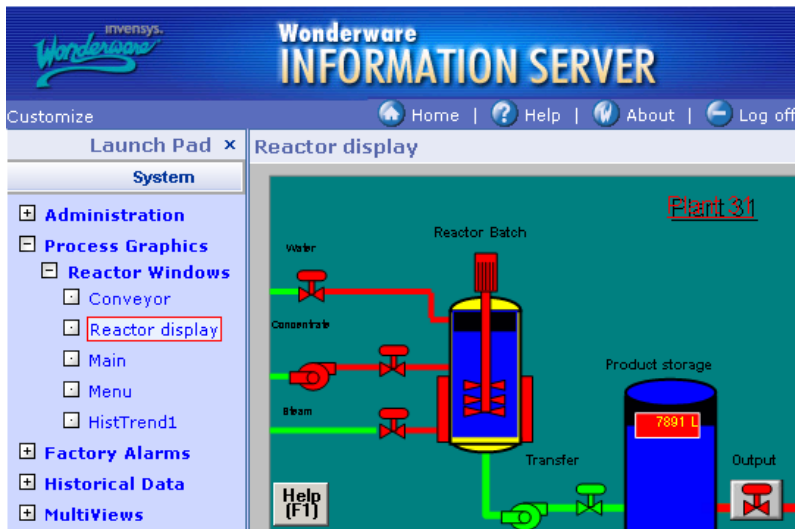 invensys.
Wonderware
Wonderware
INFORMATION SERVER
Customize
Home | Help | About | Log off
Launch Pad ×
Reactor display
System
Administration
Process Graphics
Reactor Windows
Conveyor
Reactor display
Main
Menu
HistTrend1
Factory Alarms
Historical Data
MultiViews
Plant 31
Reactor Batch
Water
Concentrate
Steam
Product storage
7891 L
Transfer
Output
Help
(F1)